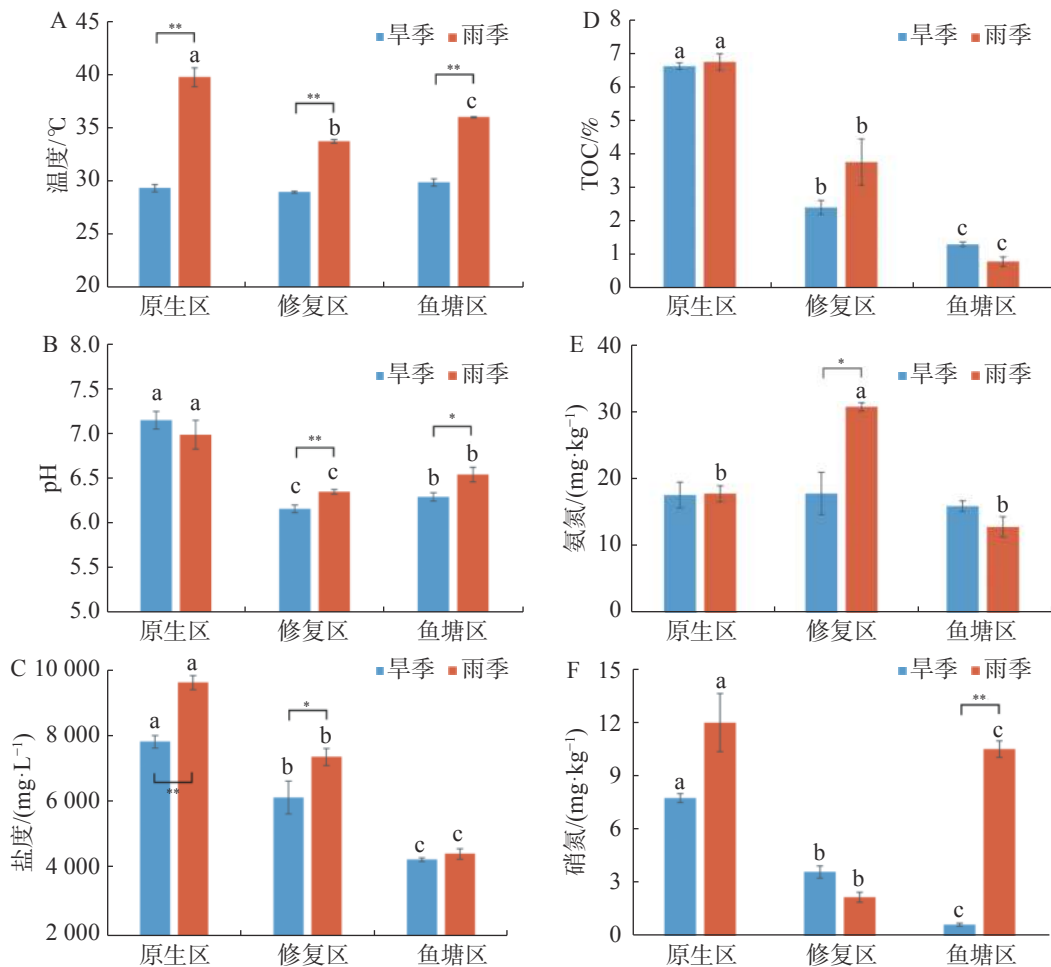 A
旱季 雨季
温度/℃
45
40
35
30
25
20
** ** **
a
b
c
原生区 修复区 鱼塘区
B
旱季 雨季
pH
8.0
7.5
7.0
6.5
6.0
5.5
5.0
** *
a a
c c
b b
原生区 修复区 鱼塘区
C
旱季 雨季
盐度/(mg·L⁻¹)
10 000
8 000
6 000
4 000
2 000
** *
a a
b b
c c
原生区 修复区 鱼塘区
D
旱季 雨季
TOC/%
8
7
6
5
4
3
2
1
0
a a
b b
c c
原生区 修复区 鱼塘区
E
旱季 雨季
氨氮/(mg·kg⁻¹)
40
30
20
10
0
*
b
a
b
原生区 修复区 鱼塘区
F
旱季 雨季
硝氮/(mg·kg⁻¹)
15
12
9
6
3
0
**
a a
b b
c c
原生区 修复区 鱼塘区